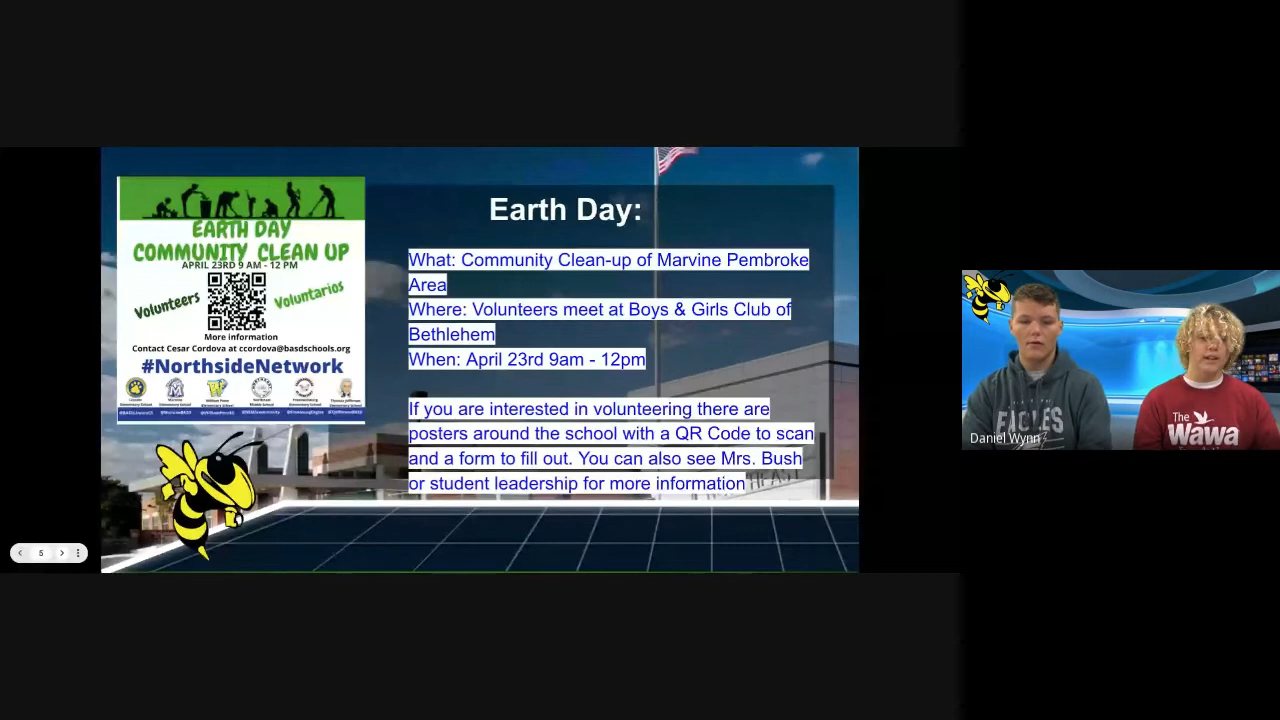 EARTH DAY
COMMUNITY CLEAN UP
APRIL 23RD 9 AM - 12 PM
Volunteers
Voluntarios
More information
Contact Cesar Cordova at ccordova@basdschools.org
#NorthsideNetwork
Earth Day:
What: Community Clean-up of Marvine Pembroke
Area
Where: Volunteers meet at Boys & Girls Club of
Bethlehem
When: April 23rd 9am - 12pm
If you are interested in volunteering there are
posters around the school with a QR Code to scan
and a form to fill out. You can also see Mrs. Bush
or student leadership for more information
5
EAGLES
Daniel Wynn
The
Wawa